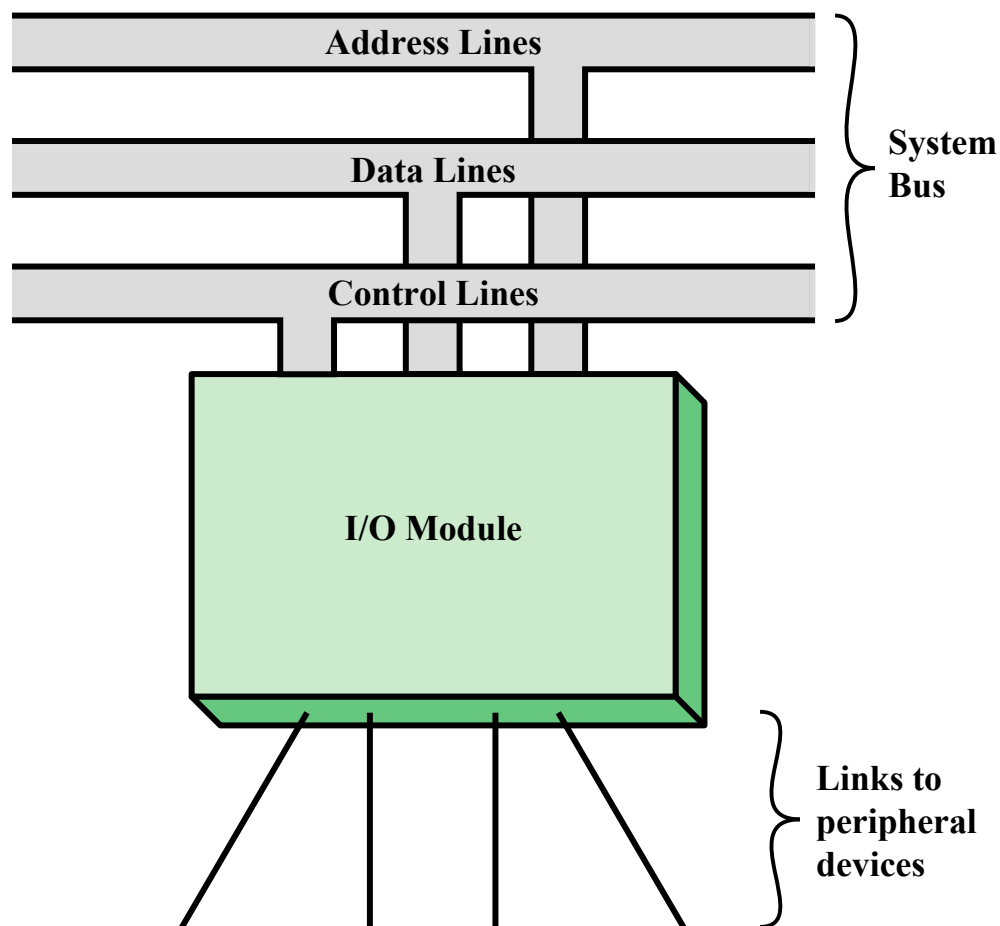 Address Lines
Data Lines
Control Lines
System
Bus
I/O Module
Links to
peripheral
devices